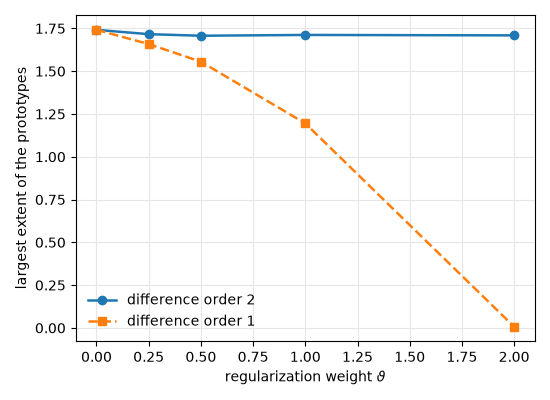 largest extent of the prototypes
1.75
1.50
1.25
1.00
0.75
0.50
0.25
0.00
difference order 2
difference order 1
0.00 0.25 0.50 0.75 1.00 1.25 1.50 1.75 2.00
regularization weight ϑ